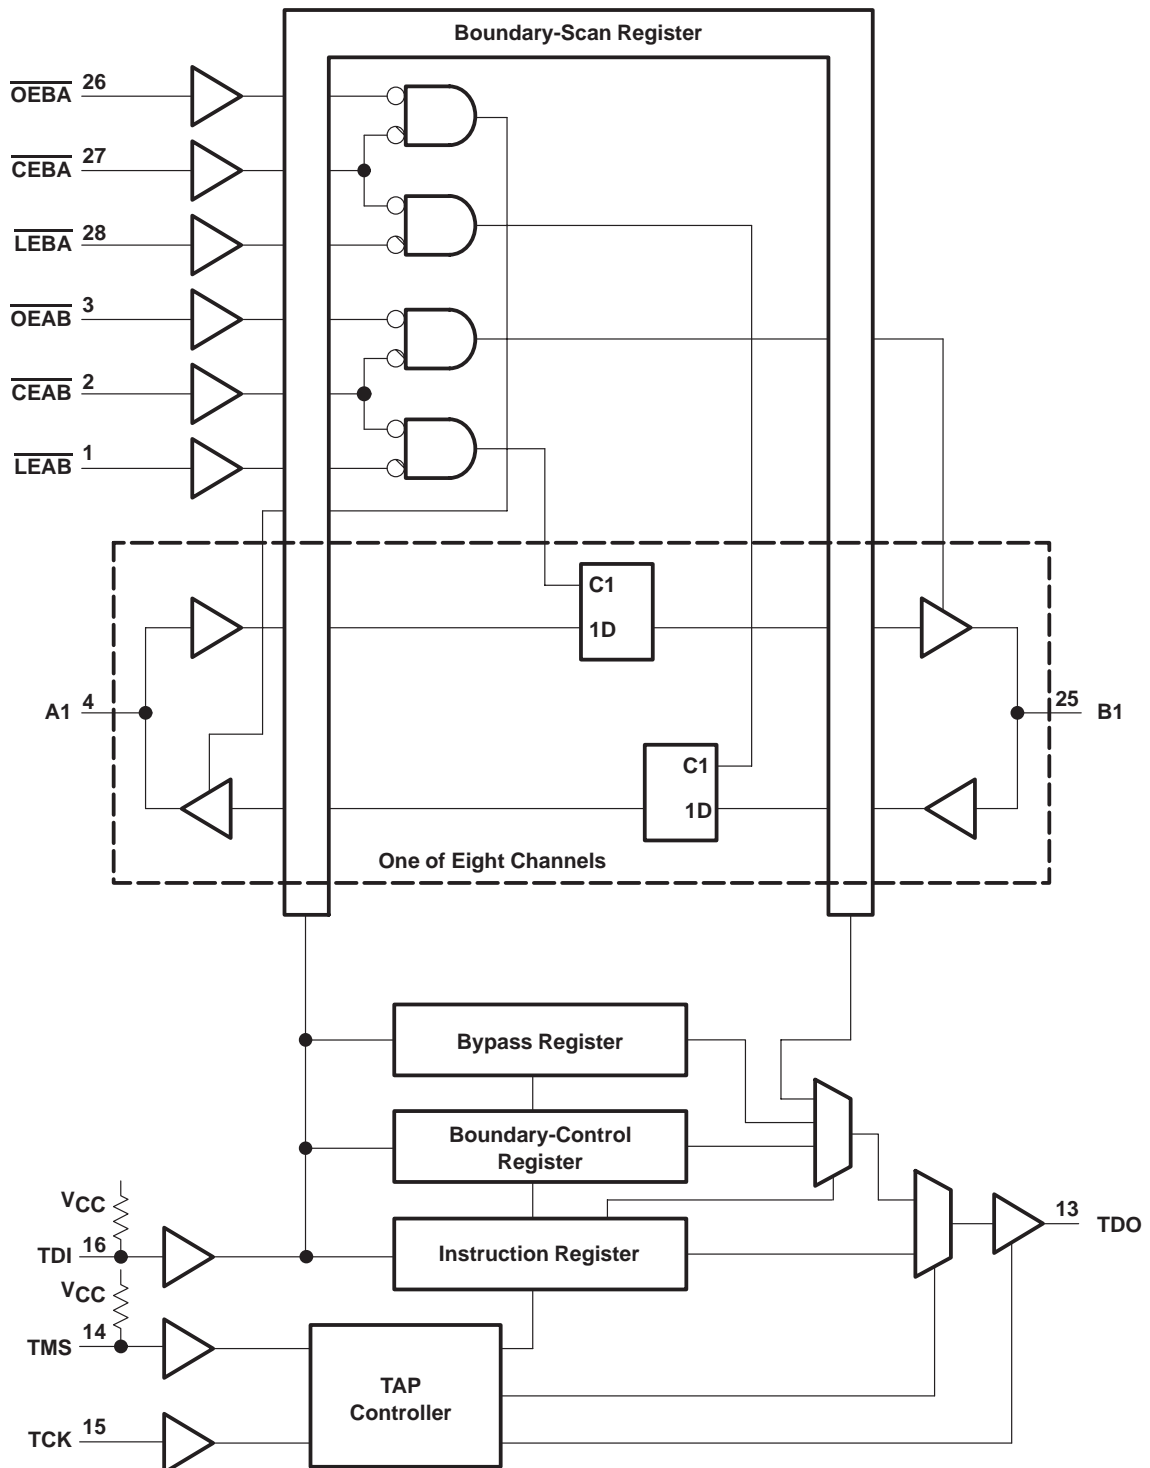 Boundary-Scan Register
OEBA 26
CEBA 27
LEBA 28
OEAB 3
CEAB 2
LEAB 1
C1
1D
A1 4
25 B1
C1
1D
One of Eight Channels
Bypass Register
Boundary-Control
Register
VCC
TDI 16
Instruction Register
13 TDO
VCC
TMS 14
TAP
Controller
TCK 15